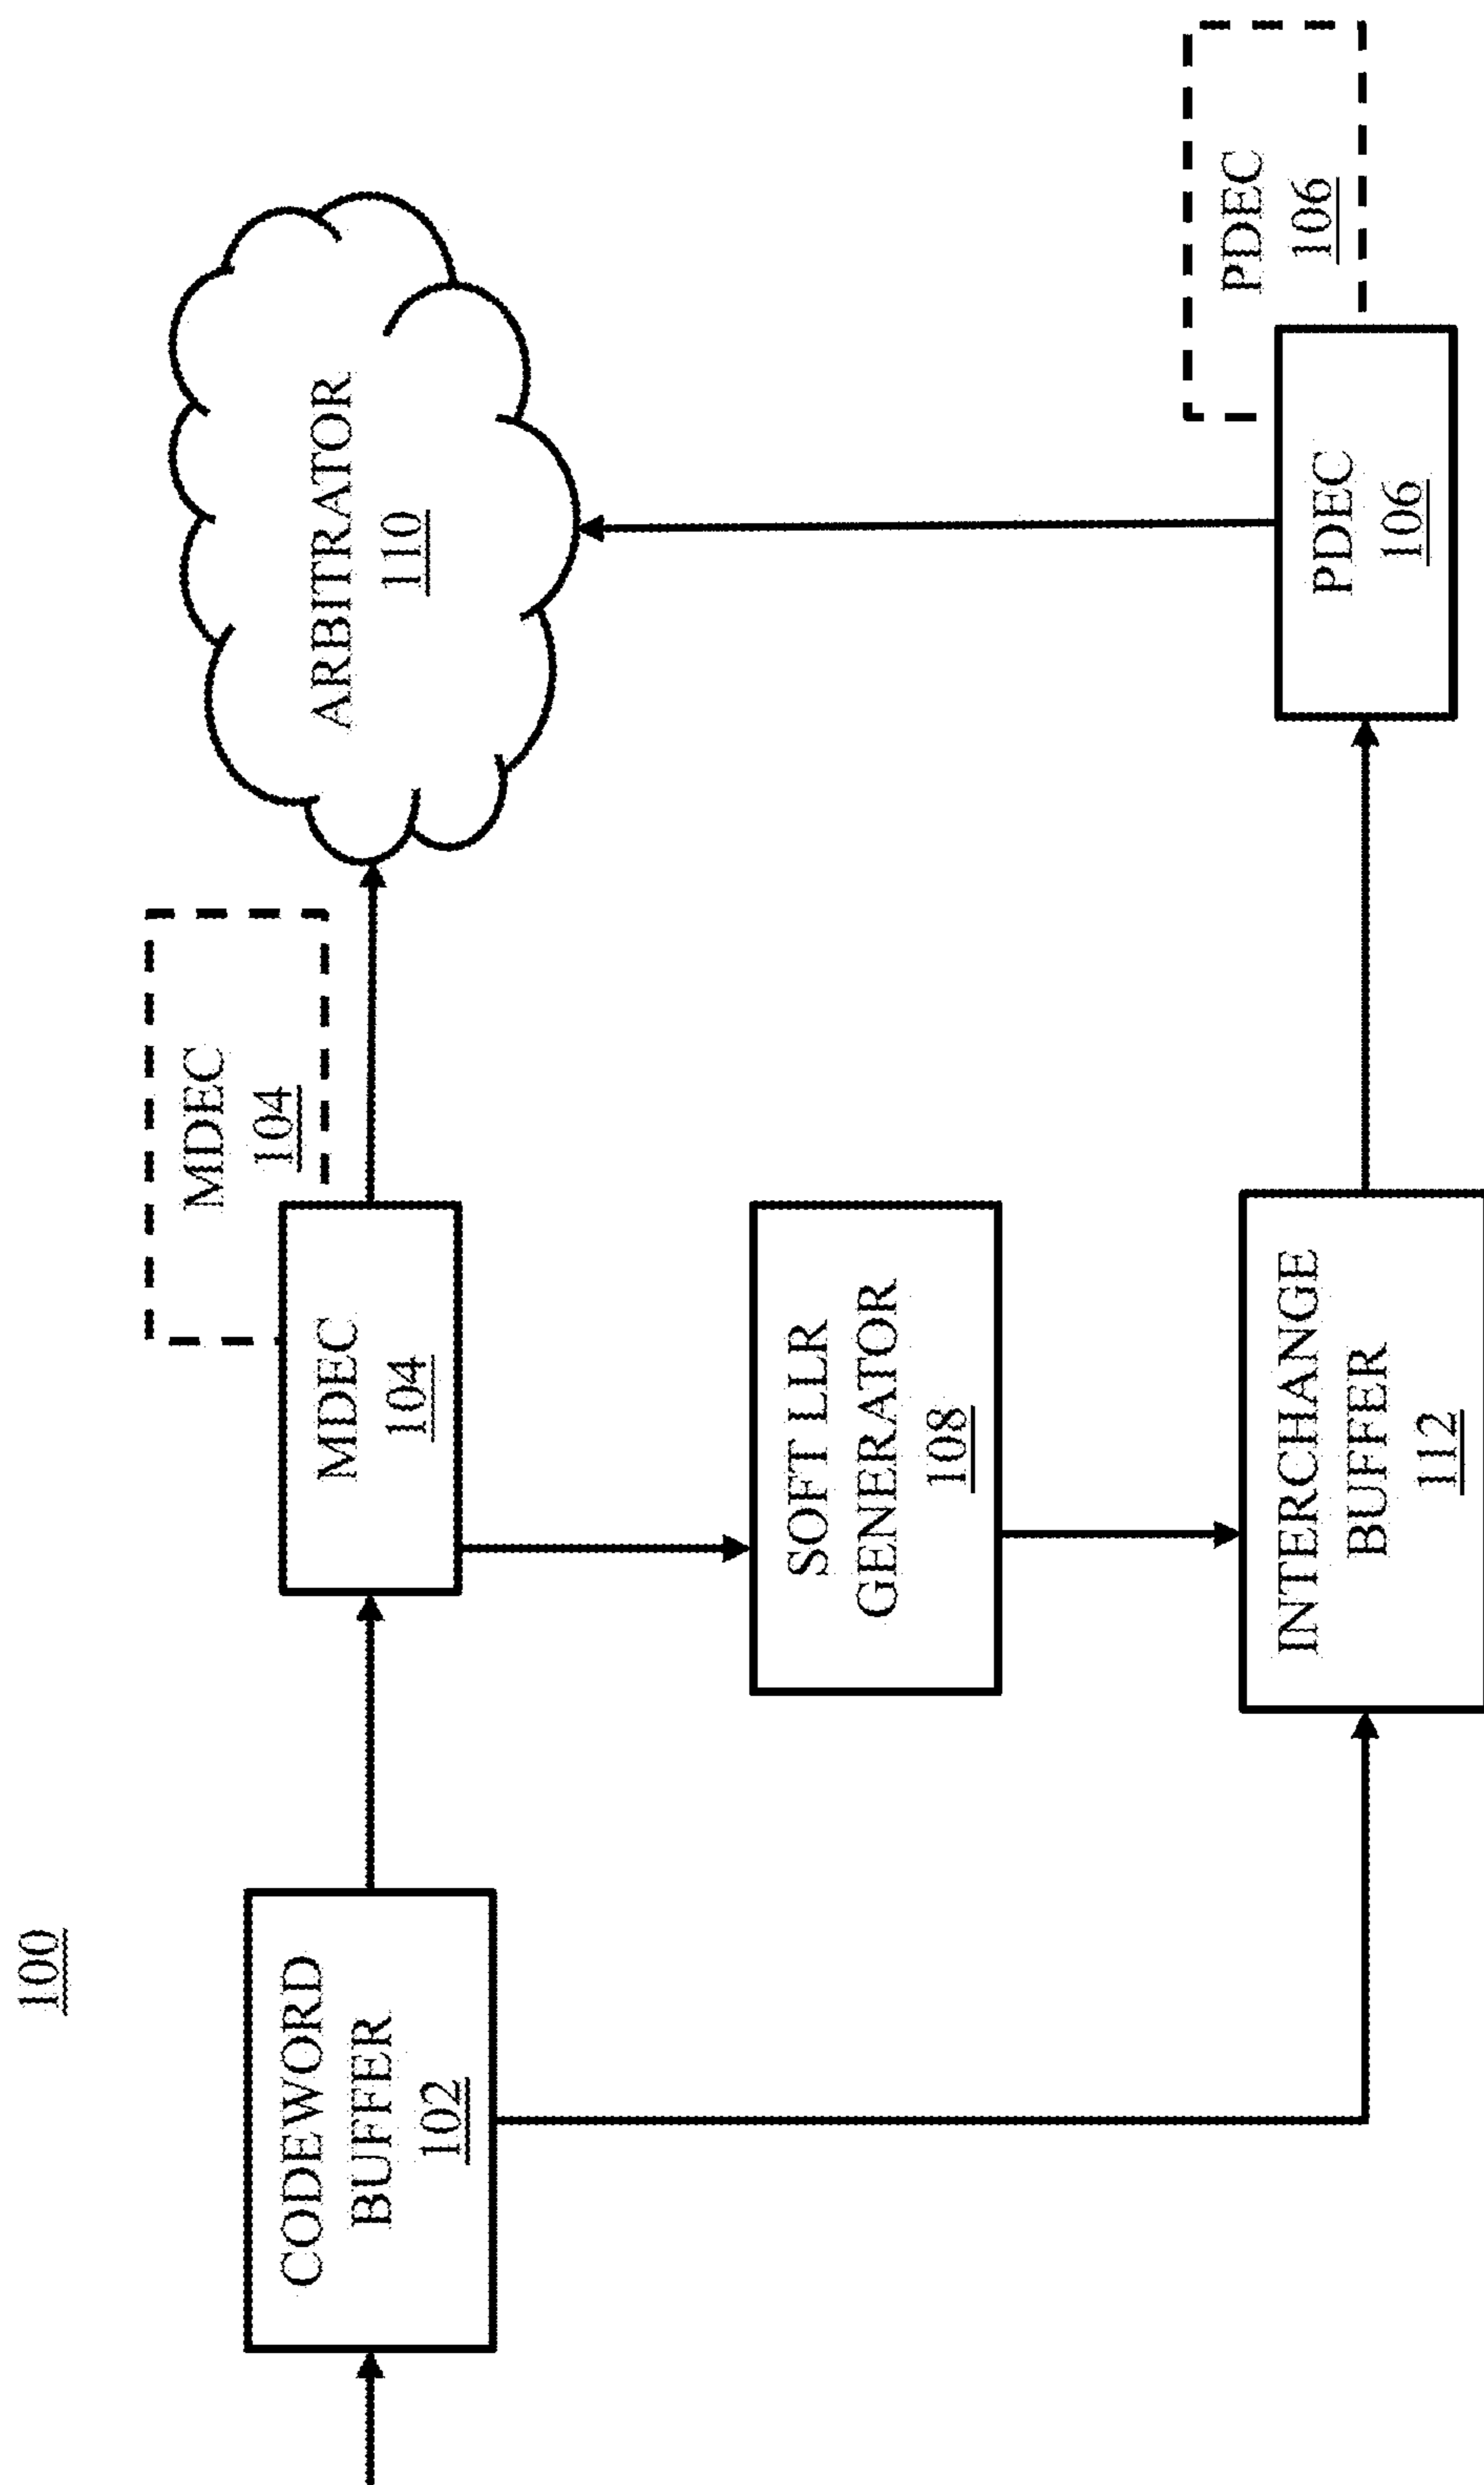 100
CODEWORD
BUFFER
102
MDEC
104
MDEC
104
ARBITRATOR
110
SOFT LLR
GENERATOR
108
INTERCHANGE
BUFFER
112
PDEC
106
PDEC
106